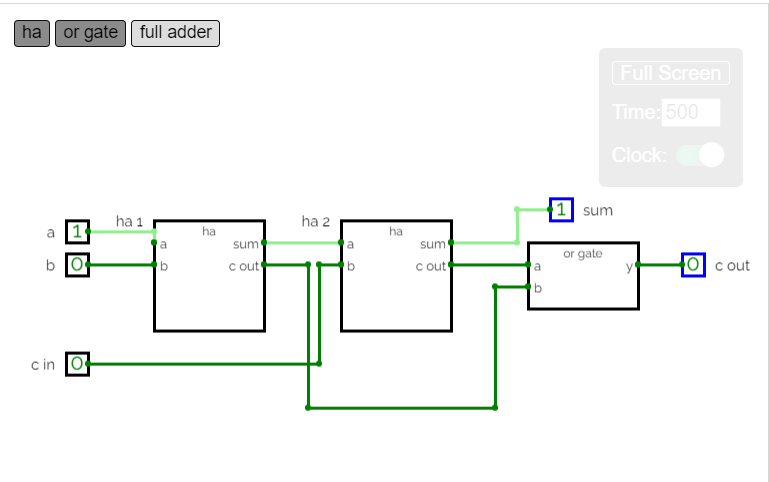 ha or gate full adder
Full Screen
Time: 500
Clock:
1 sum
a 1 ha 1 ha ha 2 ha
a sum a sum or gate
b 0 b c out b c out a y 0 c out
b
c in 0